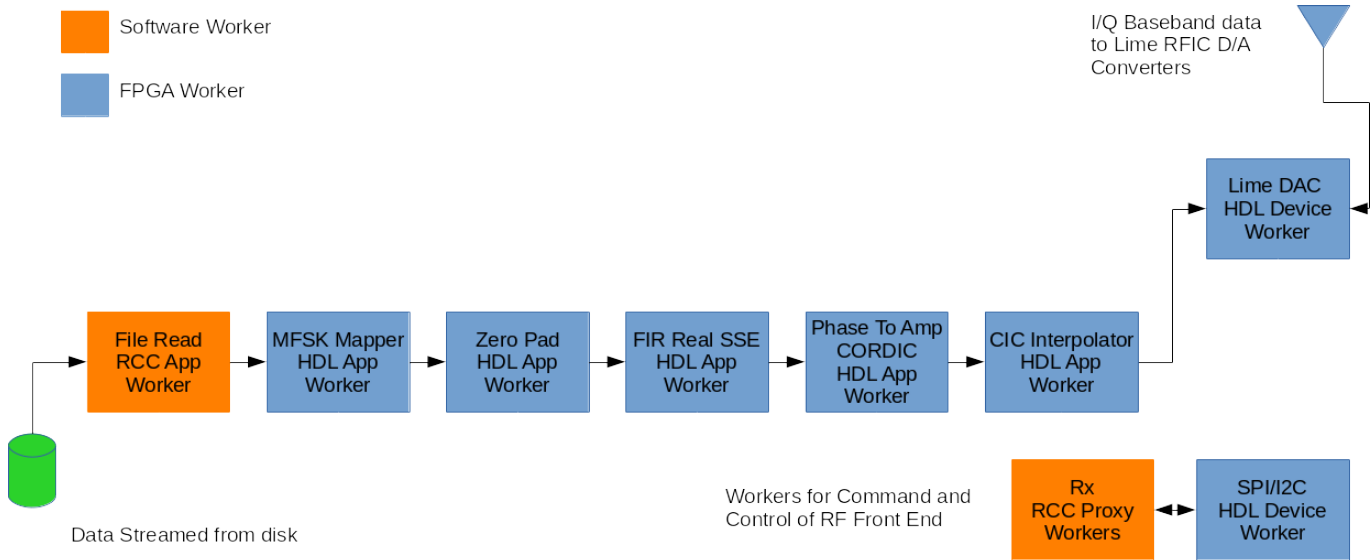 Software Worker
FPGA Worker
I/Q Baseband data
to Lime RFIC D/A
Converters
Lime DAC
HDL Device
Worker
File Read
RCC App
Worker
MFSK Mapper
HDL App
Worker
Zero Pad
HDL App
Worker
FIR Real SSE
HDL App
Worker
Phase To Amp
CORDIC
HDL App
Worker
CIC Interpolator
HDL App
Worker
Data Streamed from disk
Workers for Command and
Control of RF Front End
Rx
RCC Proxy
Workers
SPI/I2C
HDL Device
Worker